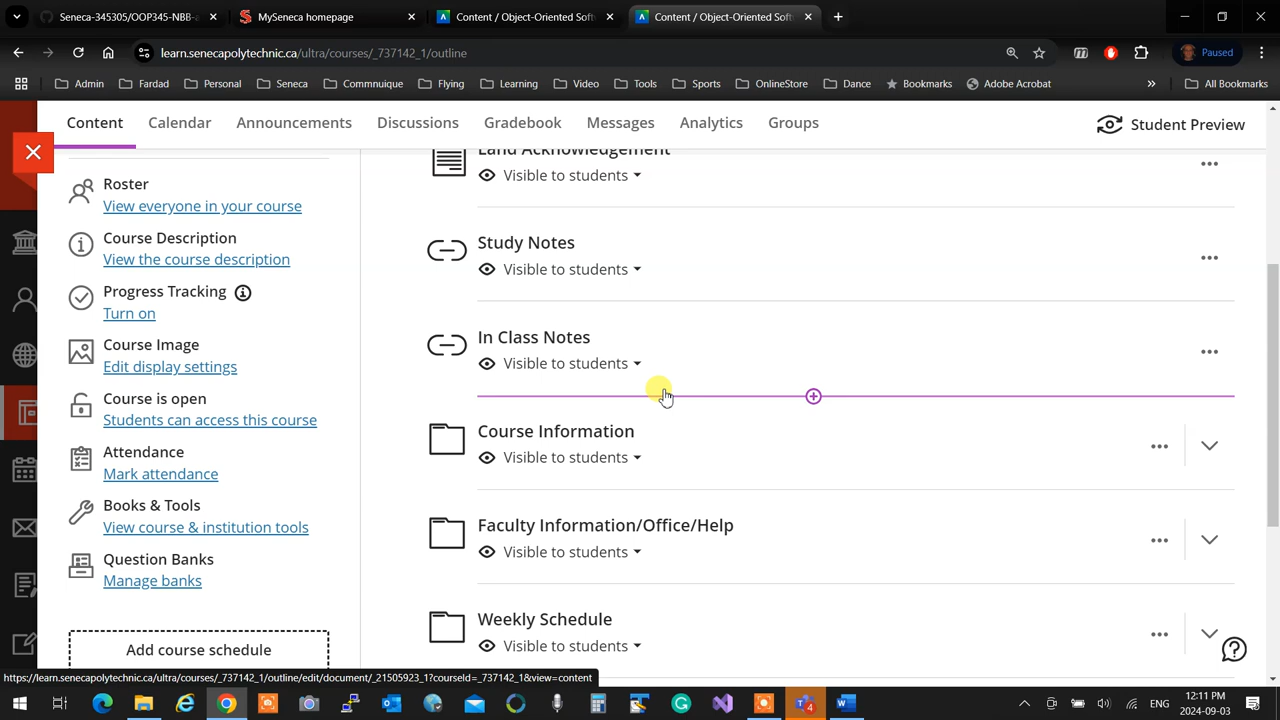 Seneca-345305/OOP345-NBB-
MySeneca homepage
Content / Object-Oriented Soft
Content / Object-Oriented Softw
learn.senecapolytechnic.ca/ultra/courses/_737142_1/outline
Paused
Admin
Fardad
Personal
Seneca
Commnuique
Flying
Learning
Video
Tools
Sports
OnlineStore
Dance
Bookmarks
Adobe Acrobat
All Bookmarks
Content
Calendar
Announcements
Discussions
Gradebook
Messages
Analytics
Groups
Student Preview
Roster
View everyone in your course
Course Description
View the course description
Progress Tracking
Turn on
Course Image
Edit display settings
Course is open
Students can access this course
Attendance
Mark attendance
Books & Tools
View course & institution tools
Question Banks
Manage banks
Add course schedule
Land Acknowledgement
Visible to students
Study Notes
Visible to students
In Class Notes
Visible to students
Course Information
Visible to students
Faculty Information/Office/Help
Visible to students
Weekly Schedule
Visible to students
https://learn.senecapolytechnic.ca/ultra/courses/_737142_1/outline/edit/document/_21505923_1?courseId=_737142_1&view=content
ENG
12:11 PM
2024-09-03